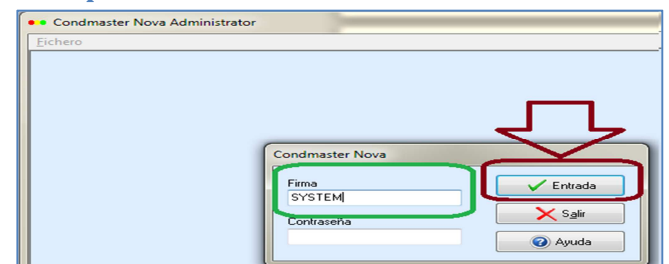 Condmaster Nova Administrator
Fichero
Condmaster Nova
Firma
SYSTEM
Entrada
Salir
Contraseña
Ayuda